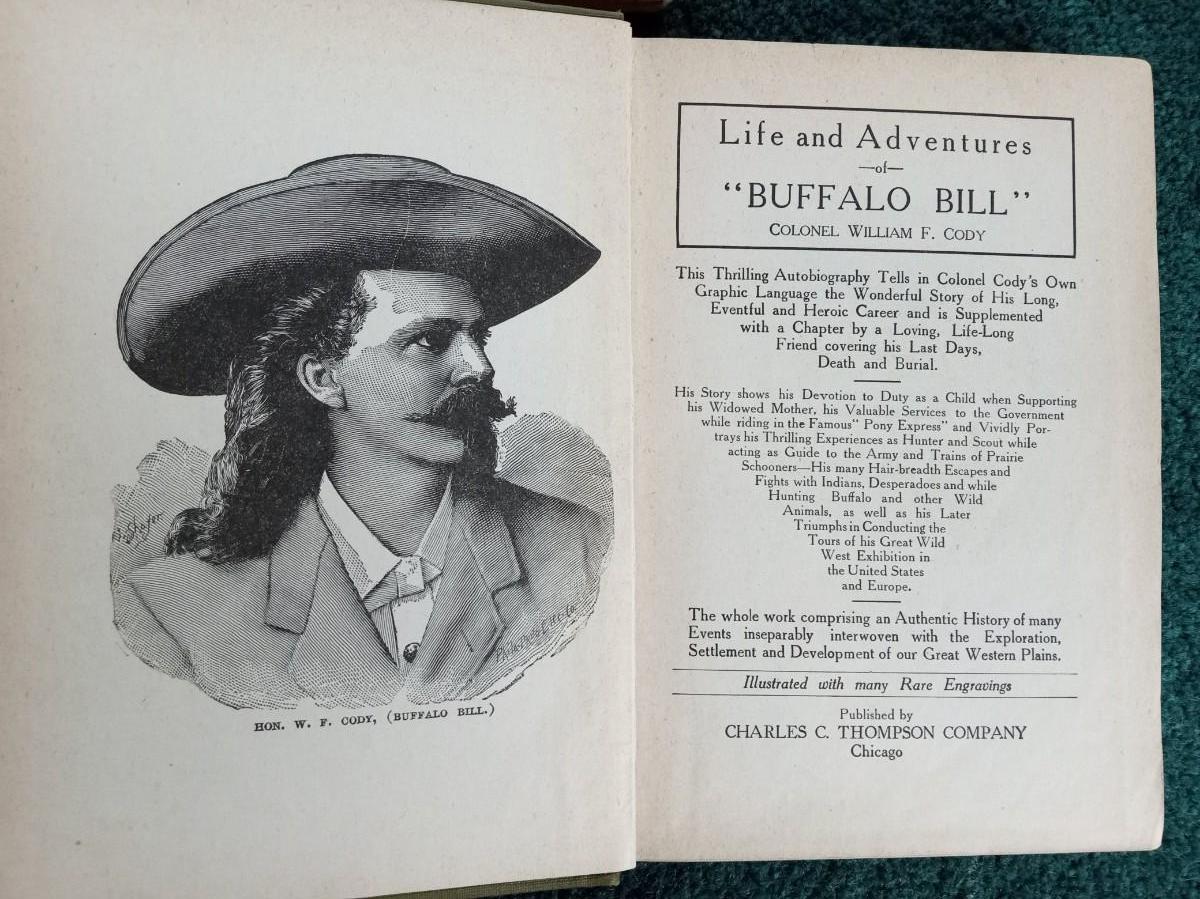 Shafer
Phila Photo E.H.C. Co.
HON. W. F. CODY, (BUFFALO BILL.)
Life and Adventures
—of—
“BUFFALO BILL”
COLONEL WILLIAM F. CODY
This Thrilling Autobiography Tells in Colonel Cody's Own
Graphic Language the Wonderful Story of His Long,
Eventful and Heroic Career and is Supplemented
with a Chapter by a Loving, Life-Long
Friend covering his Last Days,
Death and Burial.
His Story shows his Devotion to Duty as a Child when Supporting
his Widowed Mother, his Valuable Services to the Government
while riding in the Famous" Pony Express" and Vividly Por-
trays his Thrilling Experiences as Hunter and Scout while
acting as Guide to the Army and Trains of Prairie
Schooners—His many Hair-breadth Escapes and
Fights with Indians, Desperadoes and while
Hunting Buffalo and other Wild
Animals, as well as his Later
Triumphs in Conducting the
Tours of his Great Wild
West Exhibition in
the United States
and Europe.
The whole work comprising an Authentic History of many
Events inseparably interwoven with the Exploration,
Settlement and Development of our Great Western Plains.
Illustrated with many Rare Engravings
Published by
CHARLES C. THOMPSON COMPANY
Chicago